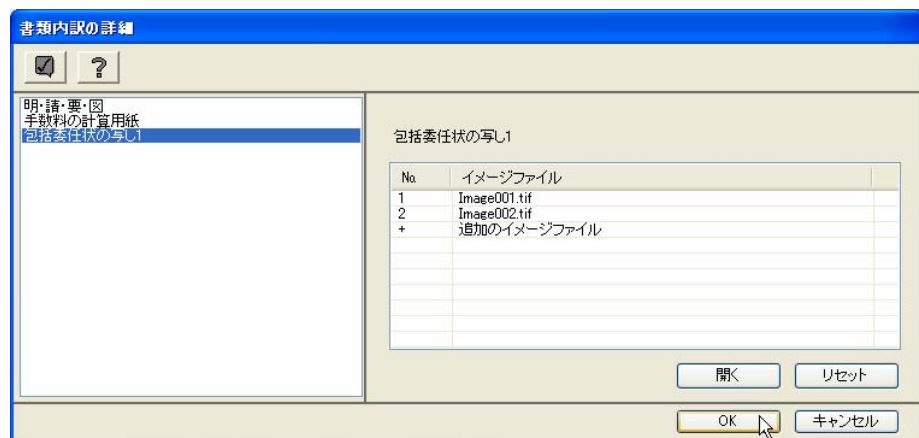 書類内訳の詳細
?
明・請・要・図
手数料の計算用紙
包括委任状の写し1
包括委任状の写し1
No. イメージファイル
1 Image001.tif
2 Image002.tif
+ 追加のイメージファイル
開く リセット
OK キャンセル